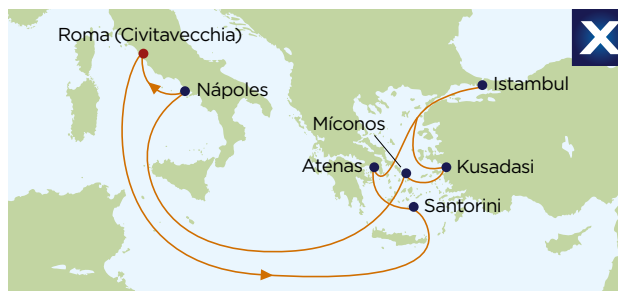 Roma (Civitavecchia)
X
Nápoles
Istambul
Míconos
Atenas
Kusadasi
Santorini